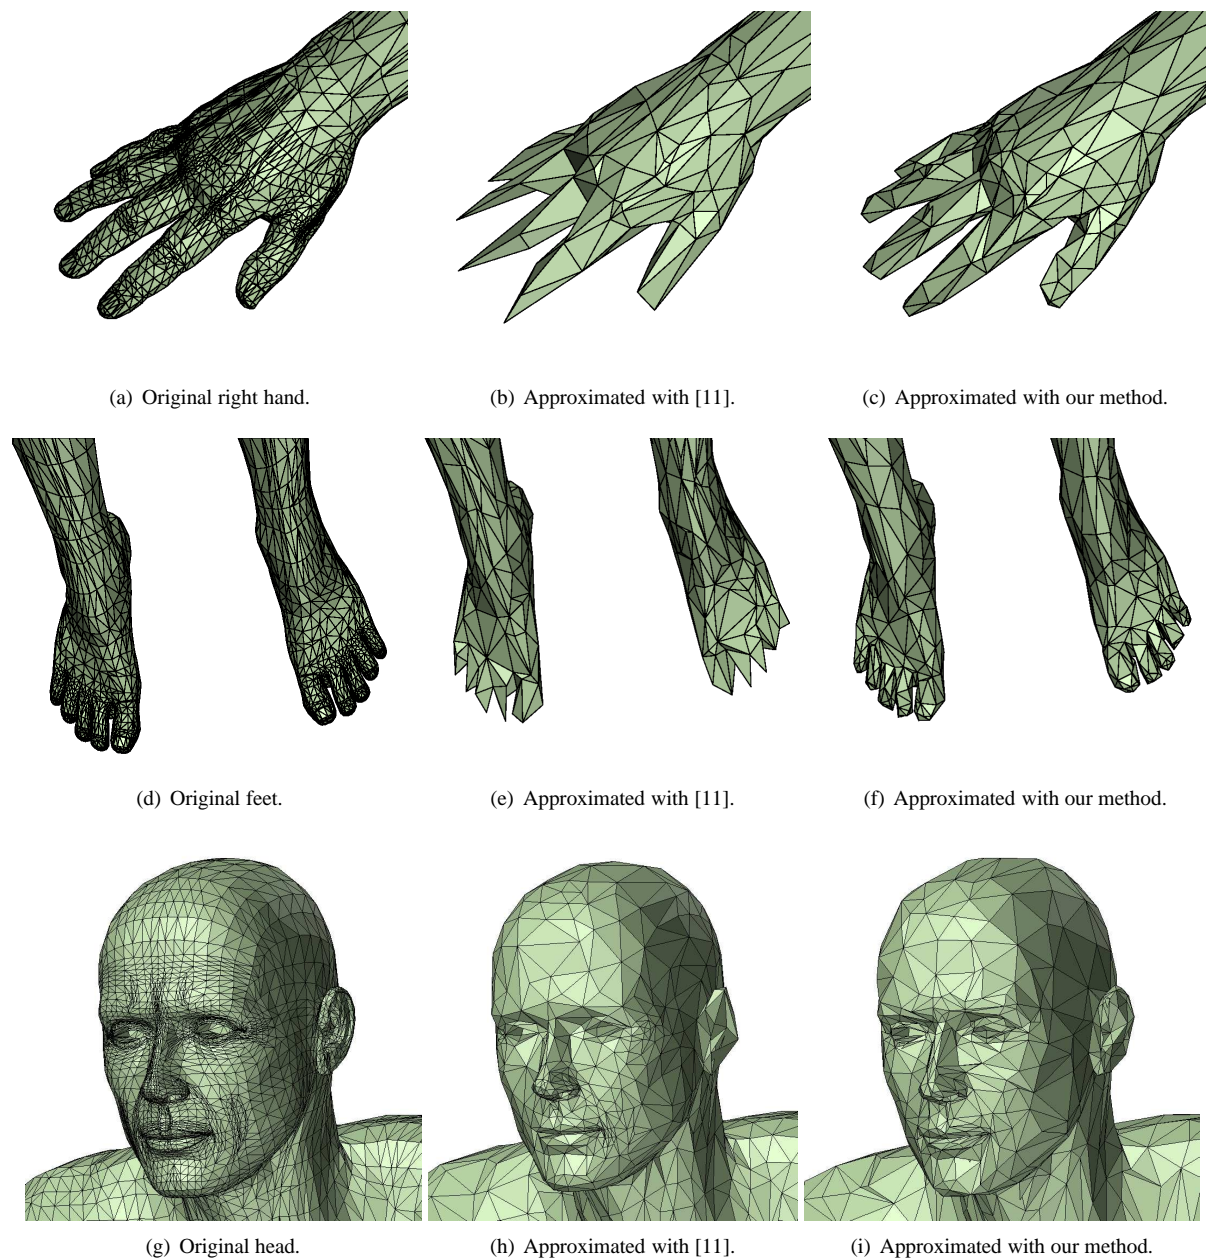 (a) Original right hand.
(b) Approximated with [11].
(c) Approximated with our method.
(d) Original feet.
(e) Approximated with [11].
(f) Approximated with our method.
(g) Original head.
(h) Approximated with [11].
(i) Approximated with our method.